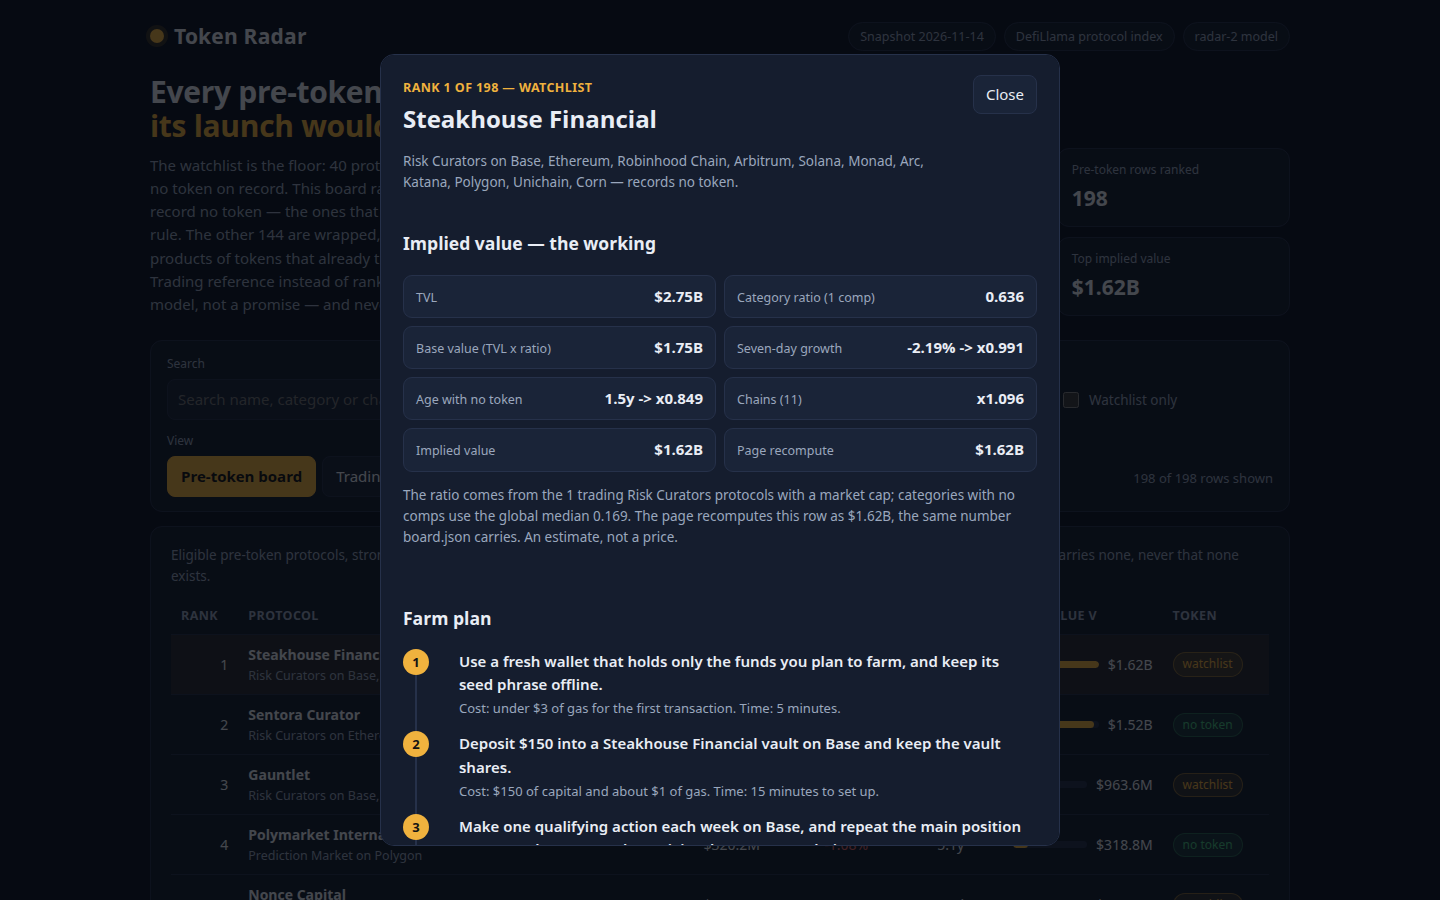 Token Radar
Snapshot 2026-11-14
DefiLlama protocol index
radar-2 model
Every pre-token
its launch would
The watchlist is the floor: 40 prot
no token on record. This board ra
record no token — the ones that
rule. The other 144 are wrapped,
products of tokens that already t
Trading reference instead of rank
model, not a promise — and nev
Pre-token rows ranked
198
Top implied value
$1.62B
Search
Search name, category or ch
Watchlist only
View
Pre-token board
Tradin
198 of 198 rows shown
Eligible pre-token protocols, stron
arries none, never that none
exists.
RANK
PROTOCOL
LUE V
TOKEN
1
Steakhouse Financ
Risk Curators on Base,
$1.62B
watchlist
2
Sentora Curator
Risk Curators on Ether
$1.52B
no token
3
Gauntlet
Risk Curators on Base,
$963.6M
watchlist
4
Polymarket Interna
Prediction Market on Polygon
5.1y
$318.8M
no token
Nonce Capital
RANK 1 OF 198 — WATCHLIST
Close
Steakhouse Financial
Risk Curators on Base, Ethereum, Robinhood Chain, Arbitrum, Solana, Monad, Arc,
Katana, Polygon, Unichain, Corn — records no token.
Implied value — the working
TVL $2.75B
Category ratio (1 comp) 0.636
Base value (TVL x ratio) $1.75B
Seven-day growth -2.19% -> x0.991
Age with no token 1.5y -> x0.849
Chains (11) x1.096
Implied value $1.62B
Page recompute $1.62B
The ratio comes from the 1 trading Risk Curators protocols with a market cap; categories with no
comps use the global median 0.169. The page recomputes this row as $1.62B, the same number
board.json carries. An estimate, not a price.
Farm plan
1
Use a fresh wallet that holds only the funds you plan to farm, and keep its
seed phrase offline.
Cost: under $3 of gas for the first transaction. Time: 5 minutes.
2
Deposit $150 into a Steakhouse Financial vault on Base and keep the vault
shares.
Cost: $150 of capital and about $1 of gas. Time: 15 minutes to set up.
3
Make one qualifying action each week on Base, and repeat the main position